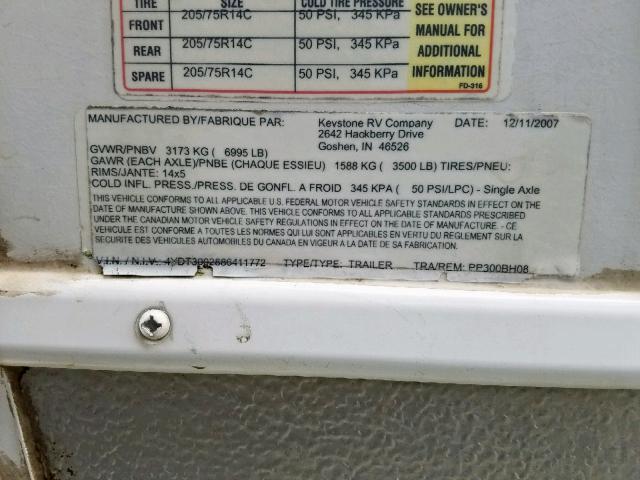 TIRE SIZE COLD TIRE PRESSURE
FRONT 205/75R14C 50 PSI, 345 KPa
REAR 205/75R14C 50 PSI, 345 KPa
SPARE 205/75R14C 50 PSI, 345 KPa
SEE OWNER'S
MANUAL FOR
ADDITIONAL
INFORMATION
FD-316
MANUFACTURED BY/FABRIQUE PAR: Keystone RV Company DATE: 12/11/2007
2642 Hackberry Drive
Goshen, IN 46526
GVWR/PNBV 3173 KG ( 6995 LB)
GAWR (EACH AXLE)/PNBE (CHAQUE ESSIEU) 1588 KG ( 3500 LB) TIRES/PNEU:
RIMS/JANTE: 14x5
COLD INFL. PRESS./PRESS. DE GONFL. A FROID 345 KPA ( 50 PSI/LPC) - Single Axle
THIS VEHICLE CONFORMS TO ALL APPLICABLE U.S. FEDERAL MOTOR VEHICLE SAFETY STANDARDS IN EFFECT ON THE
DATE OF MANUFACTURE SHOWN ABOVE. THIS VEHICLE CONFORMS TO ALL APPLICABLE STANDARDS PRESCRIBED
UNDER THE CANADIAN MOTOR VEHICLE SAFETY REGULATIONS IN EFFECT ON THE DATE OF MANUFACTURE. - CE
VEHICULE EST CONFORME A TOUTES LES NORMES QUI LUI SONT APPLICABLES EN VERTU DU REGLEMENT SUR LA
SECURITE DES VEHICULES AUTOMOBILES DU CANADA EN VIGEUR A LA DATE DE SA FABRICATION.
V.I.N. / N.I.V. 4YDT3002686411772 TYPE/TYPE: TRAILER TRA/REM: PP300BH08